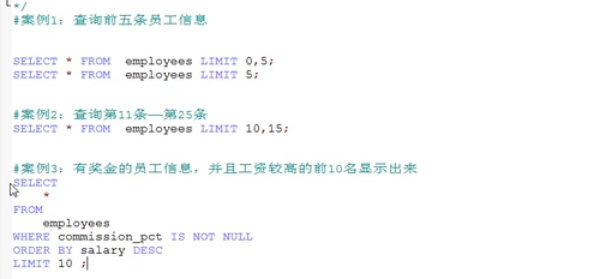 */
#案例1：查询前五条员工信息
SELECT * FROM  employees LIMIT 0,5;
SELECT * FROM  employees LIMIT 5;
#案例2：查询第11条——第25条
SELECT * FROM  employees LIMIT 10,15;
#案例3：有奖金的员工信息，并且工资较高的前10名显示出来
SELECT
    *
FROM
    employees
WHERE commission_pct IS NOT NULL
ORDER BY salary DESC
LIMIT 10 ;